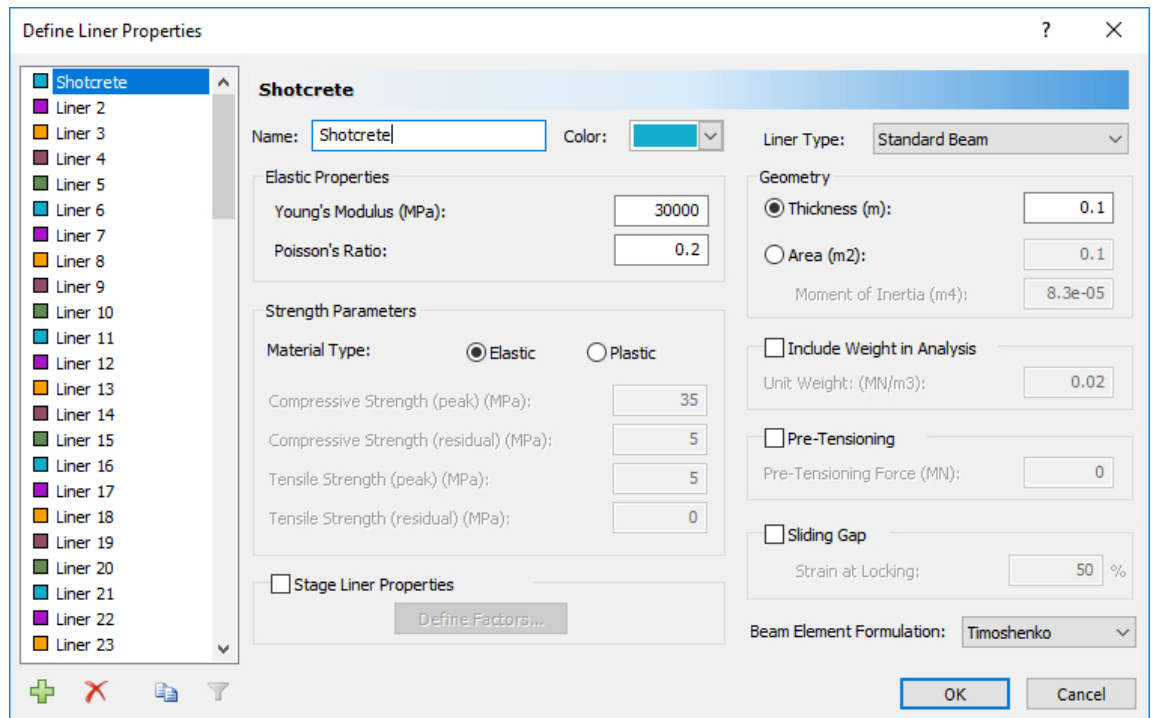 Define Liner Properties
?
Shotcrete
Liner 2
Liner 3
Liner 4
Liner 5
Liner 6
Liner 7
Liner 8
Liner 9
Liner 10
Liner 11
Liner 12
Liner 13
Liner 14
Liner 15
Liner 16
Liner 17
Liner 18
Liner 19
Liner 20
Liner 21
Liner 22
Liner 23
Shotcrete
Name: Shotcrete Color:
Liner Type: Standard Beam
Elastic Properties
Young's Modulus (MPa): 30000
Poisson's Ratio: 0.2
Strength Parameters
Material Type: Elastic Plastic
Compressive Strength (peak) (MPa): 35
Compressive Strength (residual) (MPa): 5
Tensile Strength (peak) (MPa): 5
Tensile Strength (residual) (MPa): 0
Stage Liner Properties
Define Factors...
Geometry
Thickness (m): 0.1
Area (m2): 0.1
Moment of Inertia (m4): 8.3e-05
Include Weight in Analysis
Unit Weight: (MN/m3): 0.02
Pre-Tensioning
Pre-Tensioning Force (MN): 0
Sliding Gap
Strain at Locking: 50 %
Beam Element Formulation: Timoshenko
OK Cancel